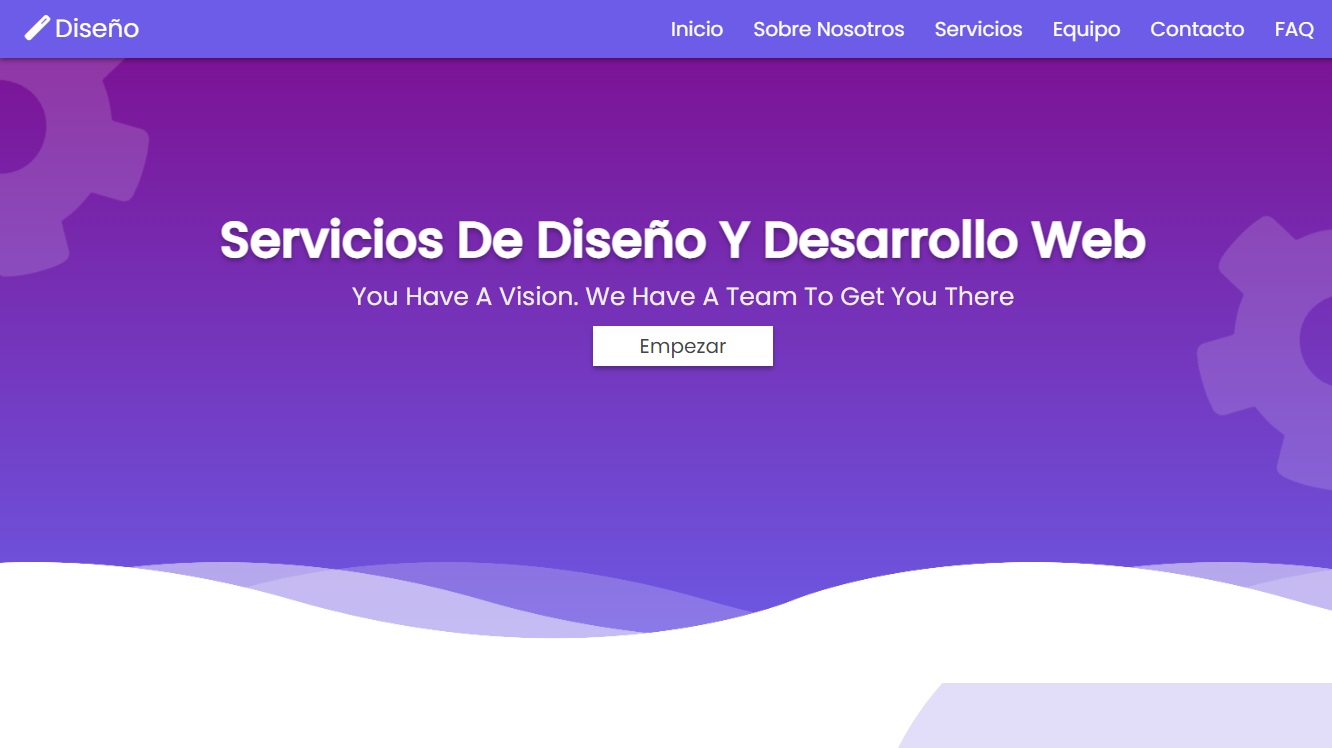 Diseño
Inicio Sobre Nosotros Servicios Equipo Contacto FAQ
Servicios De Diseño Y Desarrollo Web
You Have A Vision. We Have A Team To Get You There
Empezar